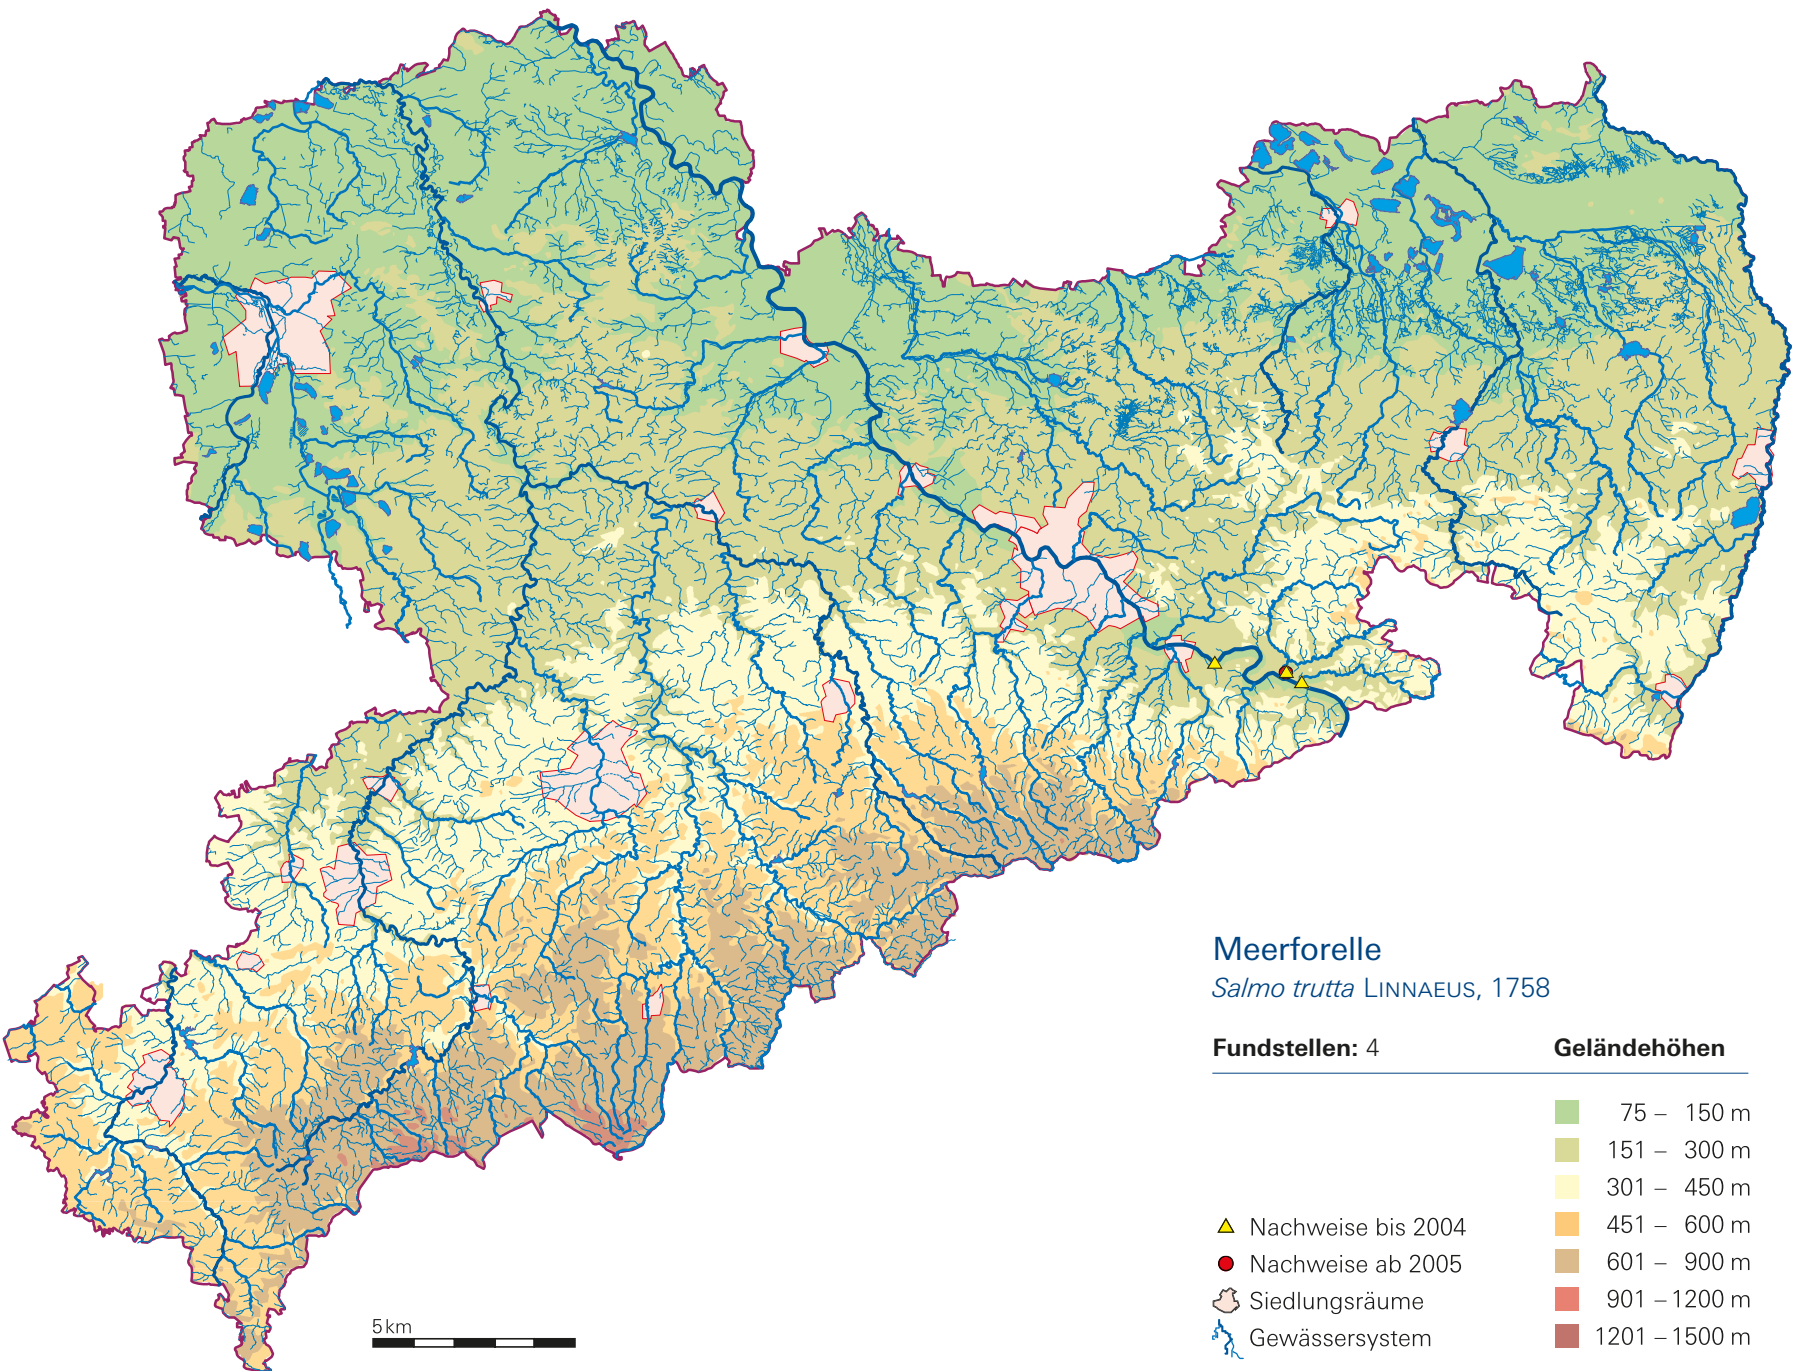 Meerforelle
Salmo trutta LINNAEUS, 1758
Fundstellen: 4
Geländehöhen
75 – 150 m
151 – 300 m
301 – 450 m
451 – 600 m
601 – 900 m
901 – 1200 m
1201 – 1500 m
Nachweise bis 2004
Nachweise ab 2005
Siedlungsräume
Gewässersystem
5 km